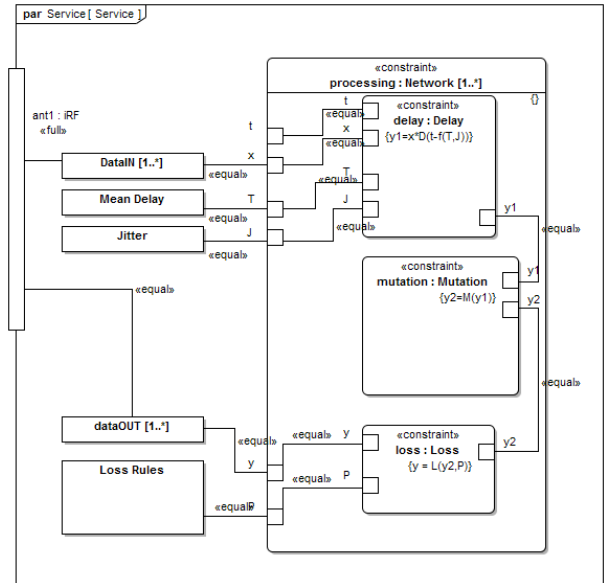 par Service [ Service ]
«constraint»
processing : Network [1..*]
{}
ant1 : iRF
«full»
t
t
«equal»
«constraint»
delay : Delay
{y1=x*D(t-f(T,J))}
x
x
«equal»
DataIN [1..*]
«equal»
T
«equal»
Mean Delay
T
«equal»
J
y1
Jitter
J
«equal»
«equal»
«equal»
«constraint»
mutation : Mutation
{y2=M(y1)}
y1
y2
«equal»
«equal»
dataOUT [1..*]
«equal»
y
«equal»
y
«constraint»
loss : Loss
{y = L(y2,P)}
y2
Loss Rules
«equal»
P
«equal»
P